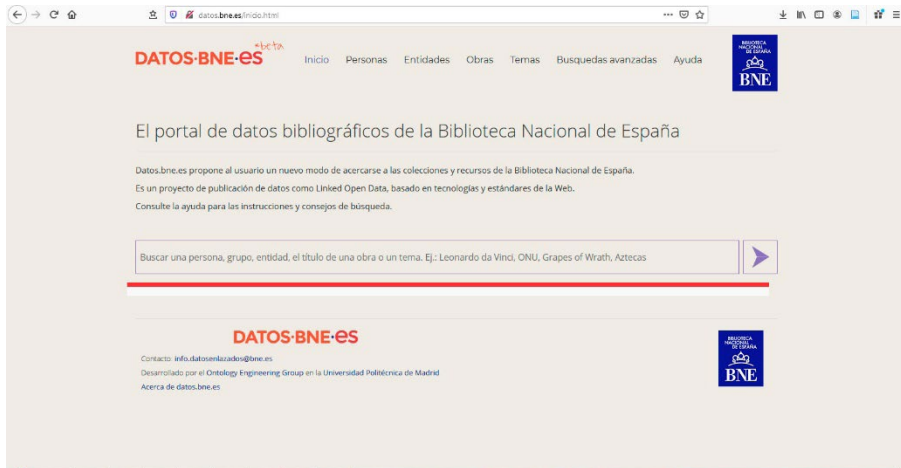 datos.bne.es/inicio.html
DATOS·BNE·es
*beta
Inicio Personas Entidades Obras Temas Busquedas avanzadas Ayuda
BIBLIOTECA
NACIONAL
DE ESPAÑA
BNE
El portal de datos bibliográficos de la Biblioteca Nacional de España
Datos.bne.es propone al usuario un nuevo modo de acercarse a las colecciones y recursos de la Biblioteca Nacional de España.
Es un proyecto de publicación de datos como Linked Open Data, basado en tecnologías y estándares de la Web.
Consulte la ayuda para las instrucciones y consejos de búsqueda.
Buscar una persona, grupo, entidad, el título de una obra o un tema. Ej.: Leonardo da Vinci, ONU, Grapes of Wrath, Aztecas
DATOS·BNE·es
Contacto: info.datosenlazados@bne.es
Desarrollado por el Ontology Engineering Group en la Universidad Politécnica de Madrid
Acerca de datos.bne.es
BIBLIOTECA
NACIONAL
DE ESPAÑA
BNE